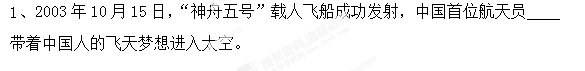 1、2003年10月15日，“神舟五号”载人飞船成功发射，中国首位航天员____
带着中国人的飞天梦想进入太空。